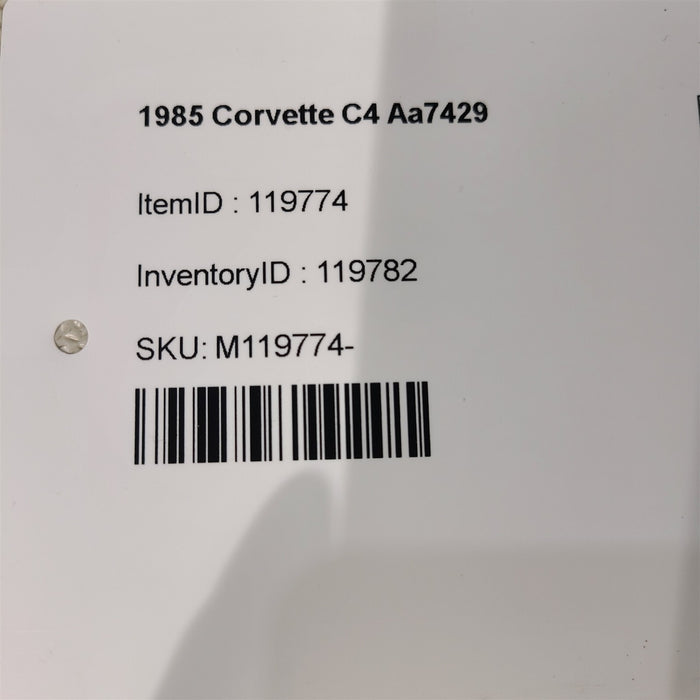 1985 Corvette C4 Aa7429
ItemID : 119774
InventoryID : 119782
SKU: M119774-